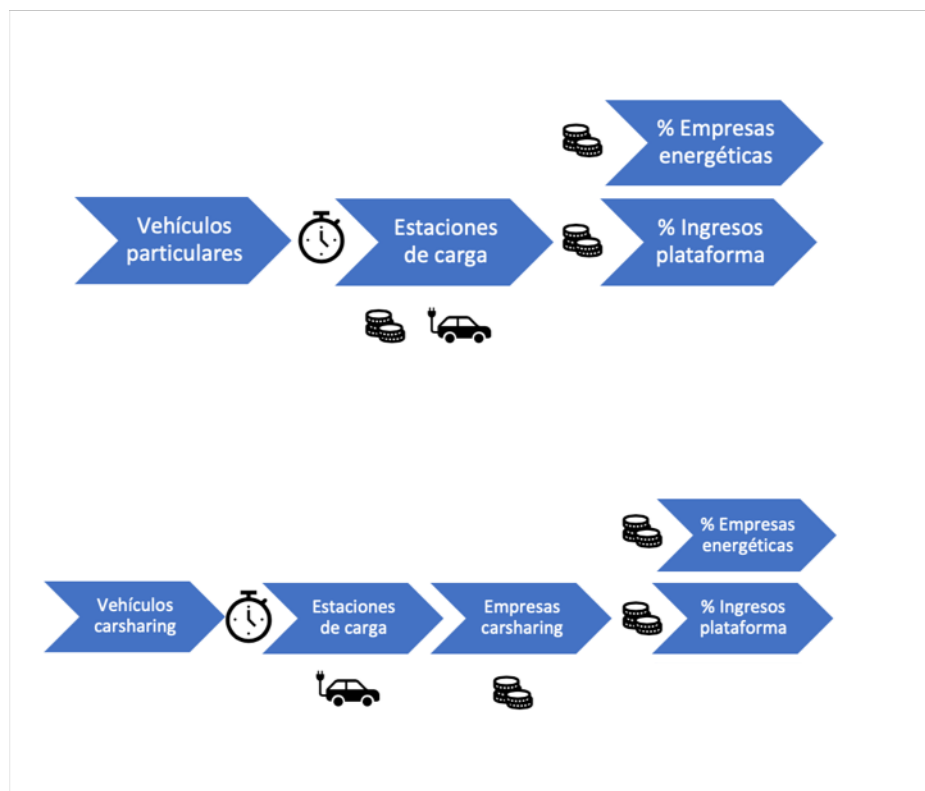 % Empresas
energéticas
Vehículos
particulares
Estaciones
de carga
% Ingresos
plataforma
% Empresas
energéticas
Vehículos
carsharing
Estaciones
de carga
Empresas
carsharing
% Ingresos
plataforma